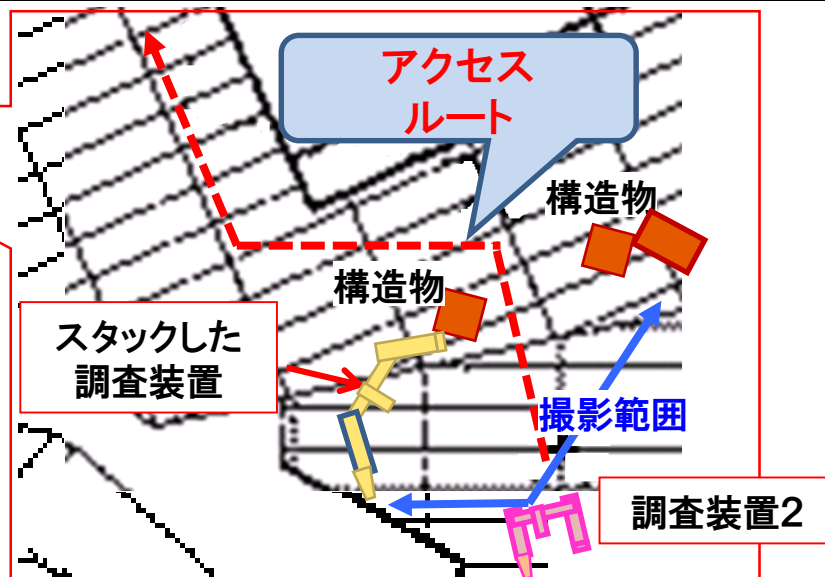 アクセス
ルート
構造物
構造物
スタックした
調査装置
撮影範囲
調査装置2